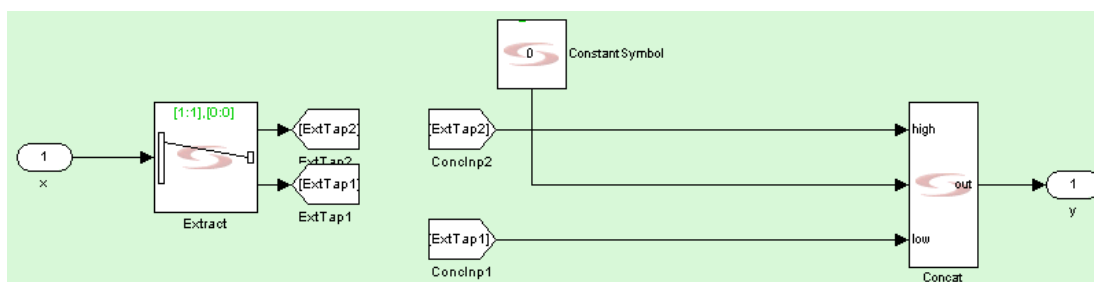 0
ConstantSymbol
[1:1],[0:0]
[ExtTap2]
ExtTap2
[ExtTap2]
ConcInp2
high
1
x
[ExtTap1]
ExtTap1
Extract
out
1
y
[ExtTap1]
ConcInp1
low
Concat